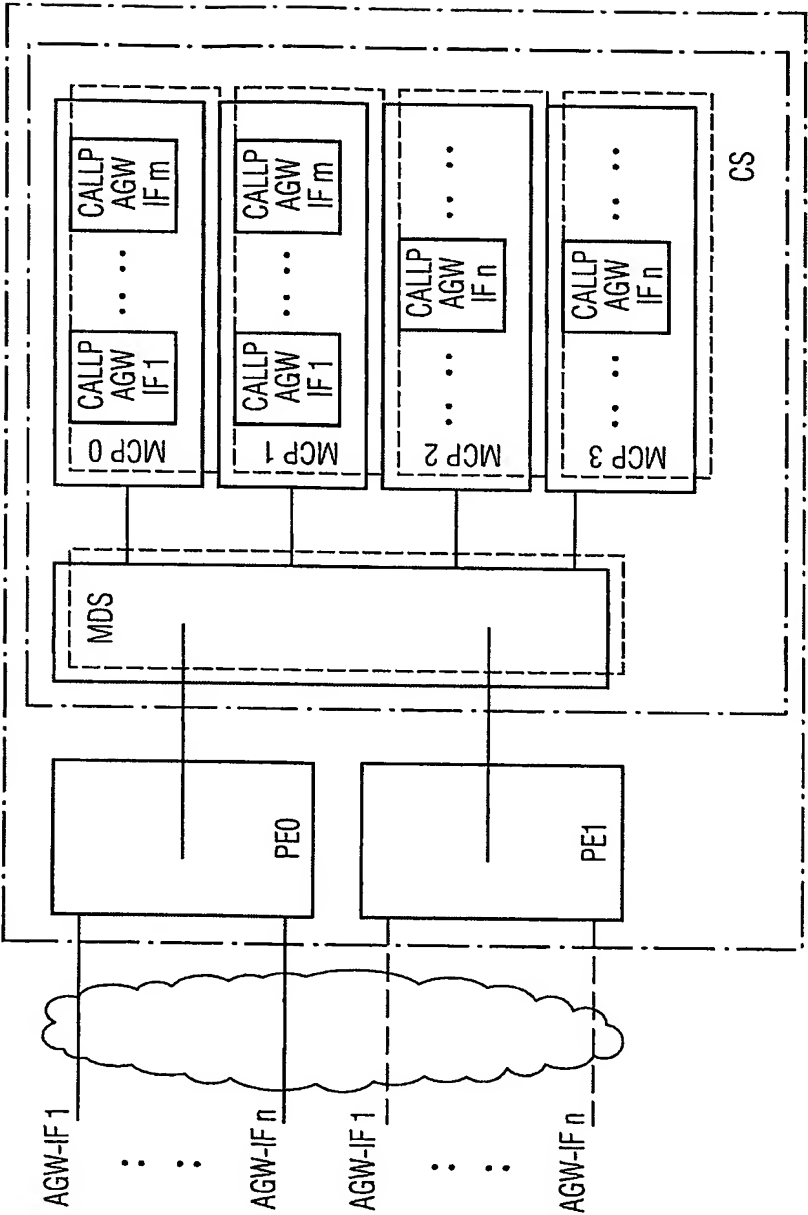 AGW-IF 1
AGW-IF n
AGW-IF 1
AGW-IF n
PE0
PE1
MDS
MCP 0
CALLP
AGW
IF 1
CALLP
AGW
IF m
MCP 1
CALLP
AGW
IF 1
CALLP
AGW
IF m
MCP 2
CALLP
AGW
IF n
MCP 3
CALLP
AGW
IF n
CS